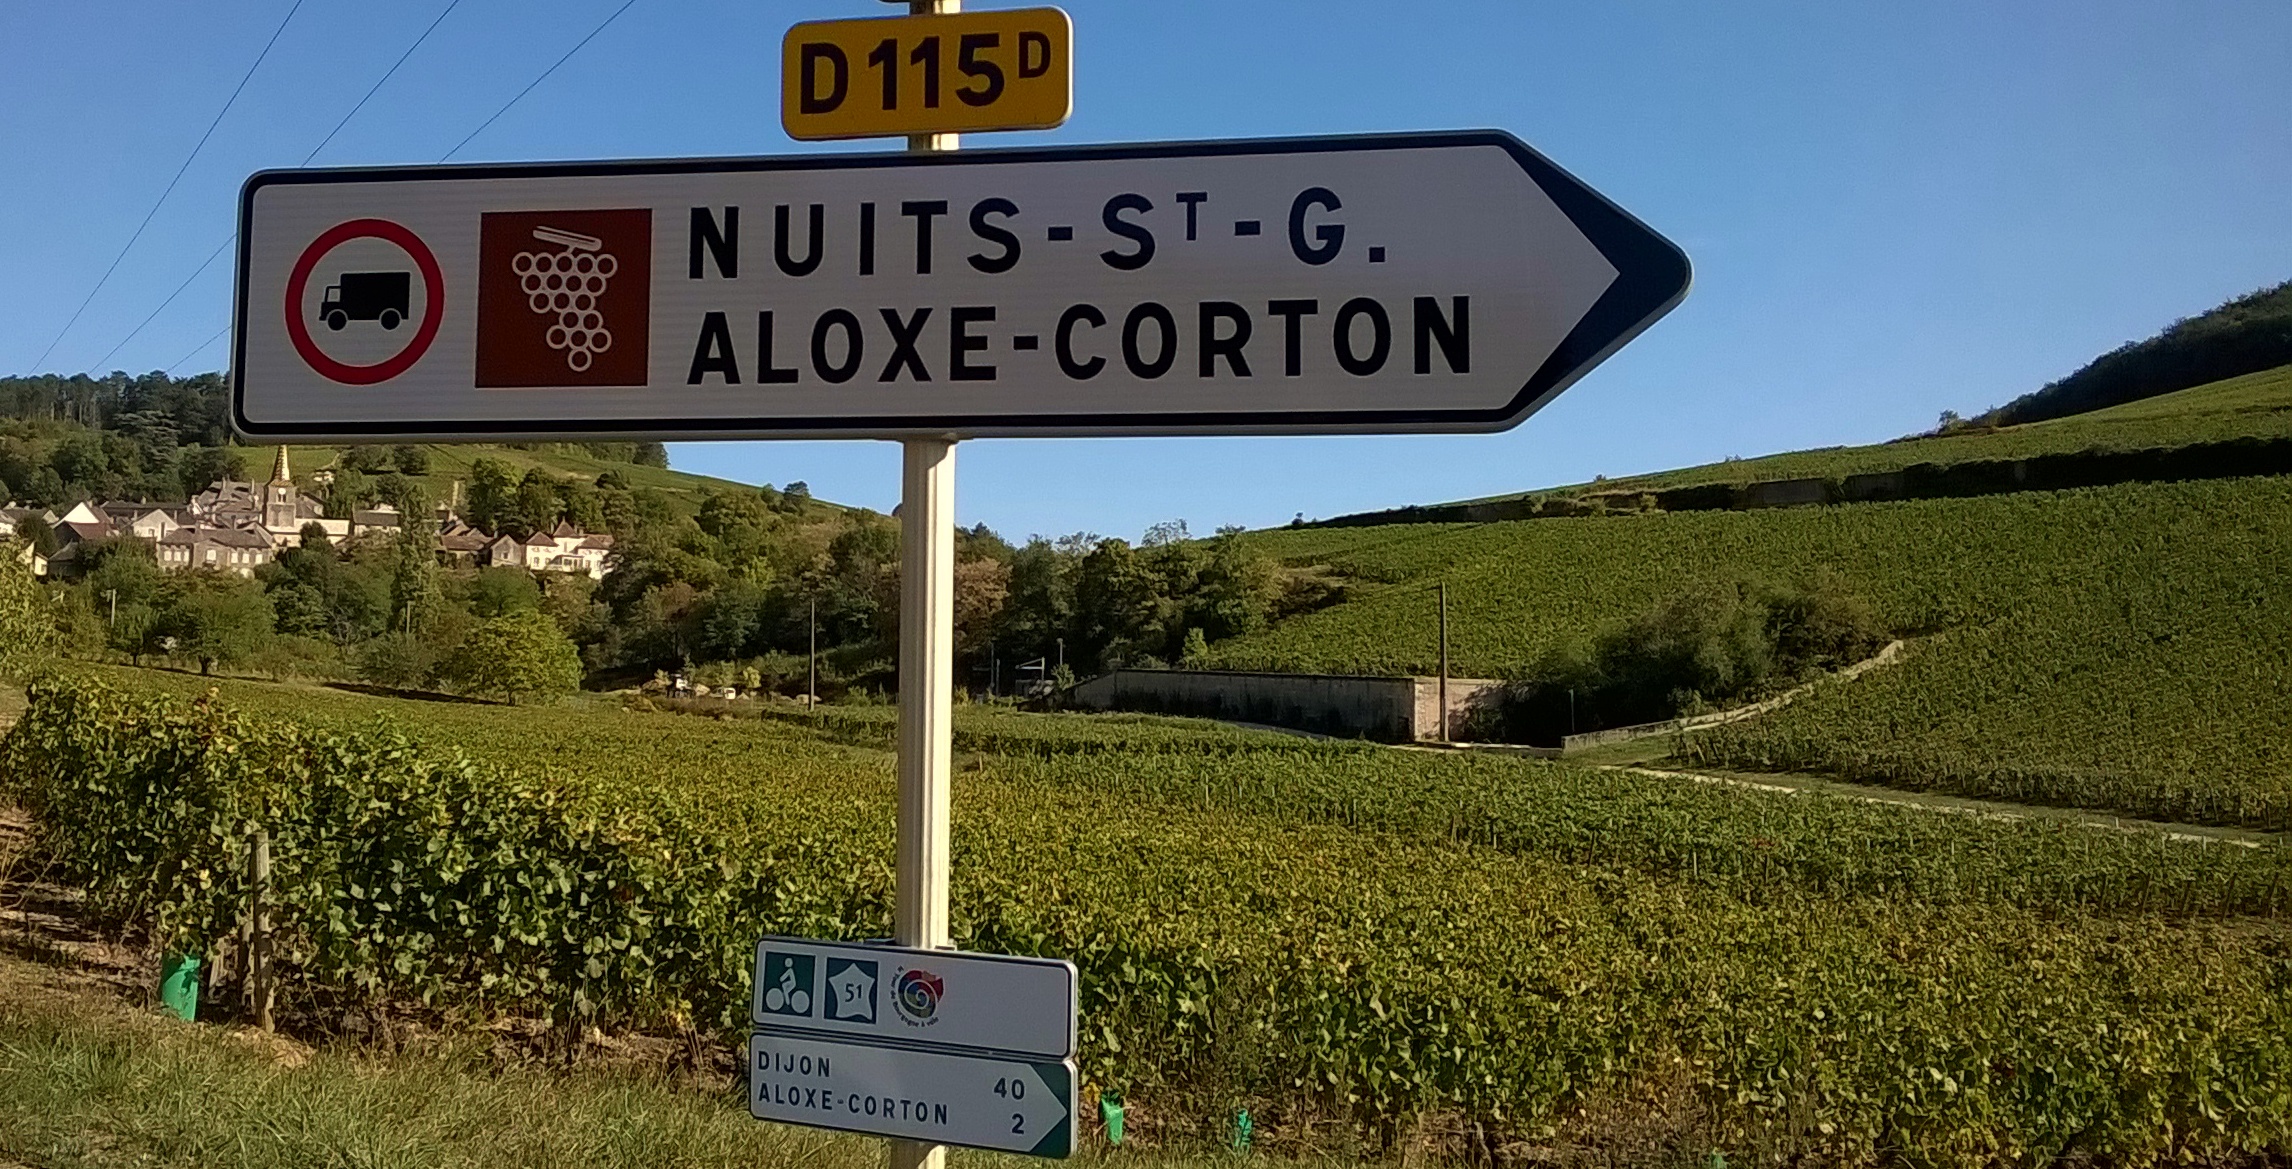 D115D
NUITS-ST-G.
ALOXE-CORTON
51
DIJON 40
ALOXE-CORTON 2